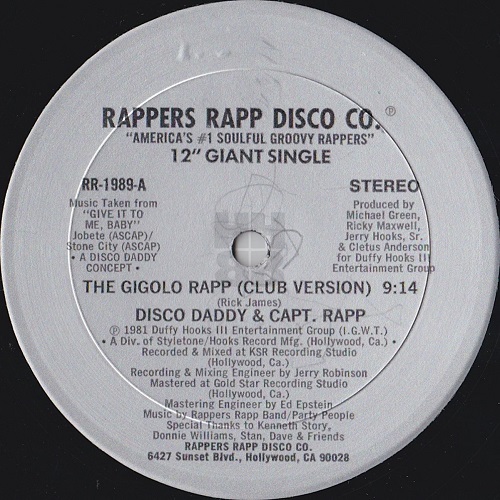 RAPPERS RAPP DISCO CO. ℗
"AMERICA'S #1 SOULFUL GROOVY RAPPERS"
12" GIANT SINGLE
RR-1989-A
Music Taken from
"GIVE IT TO
ME, BABY"
Jobete (ASCAP)/
Stone City (ASCAP)
• A DISCO DADDY
CONCEPT •
STEREO
Produced by
Michael Green,
Ricky Maxwell,
Jerry Hooks, Sr.
& Cletus Anderson
for Duffy Hooks III
Entertainment Group
THE GIGOLO RAPP (CLUB VERSION) 9:14
(Rick James)
DISCO DADDY & CAPT. RAPP
℗ 1981 Duffy Hooks III Entertainment Group (I.G.W.T.)
• A Div. of Styletone/Hooks Record Mfg. (Hollywood, Ca.) •
Recorded & Mixed at KSR Recording Studio
(Hollywood, Ca.)
Recording & Mixing Engineer by Jerry Robinson
Mastered at Gold Star Recording Studio
(Hollywood, Ca.)
Mastering Engineer by Ed Epstein
Music by Rappers Rapp Band/Party People
Special Thanks to Kenneth Story,
Donnie Williams, Stan, Dave & Friends
RAPPERS RAPP DISCO CO.
6427 Sunset Blvd., Hollywood, CA 90028